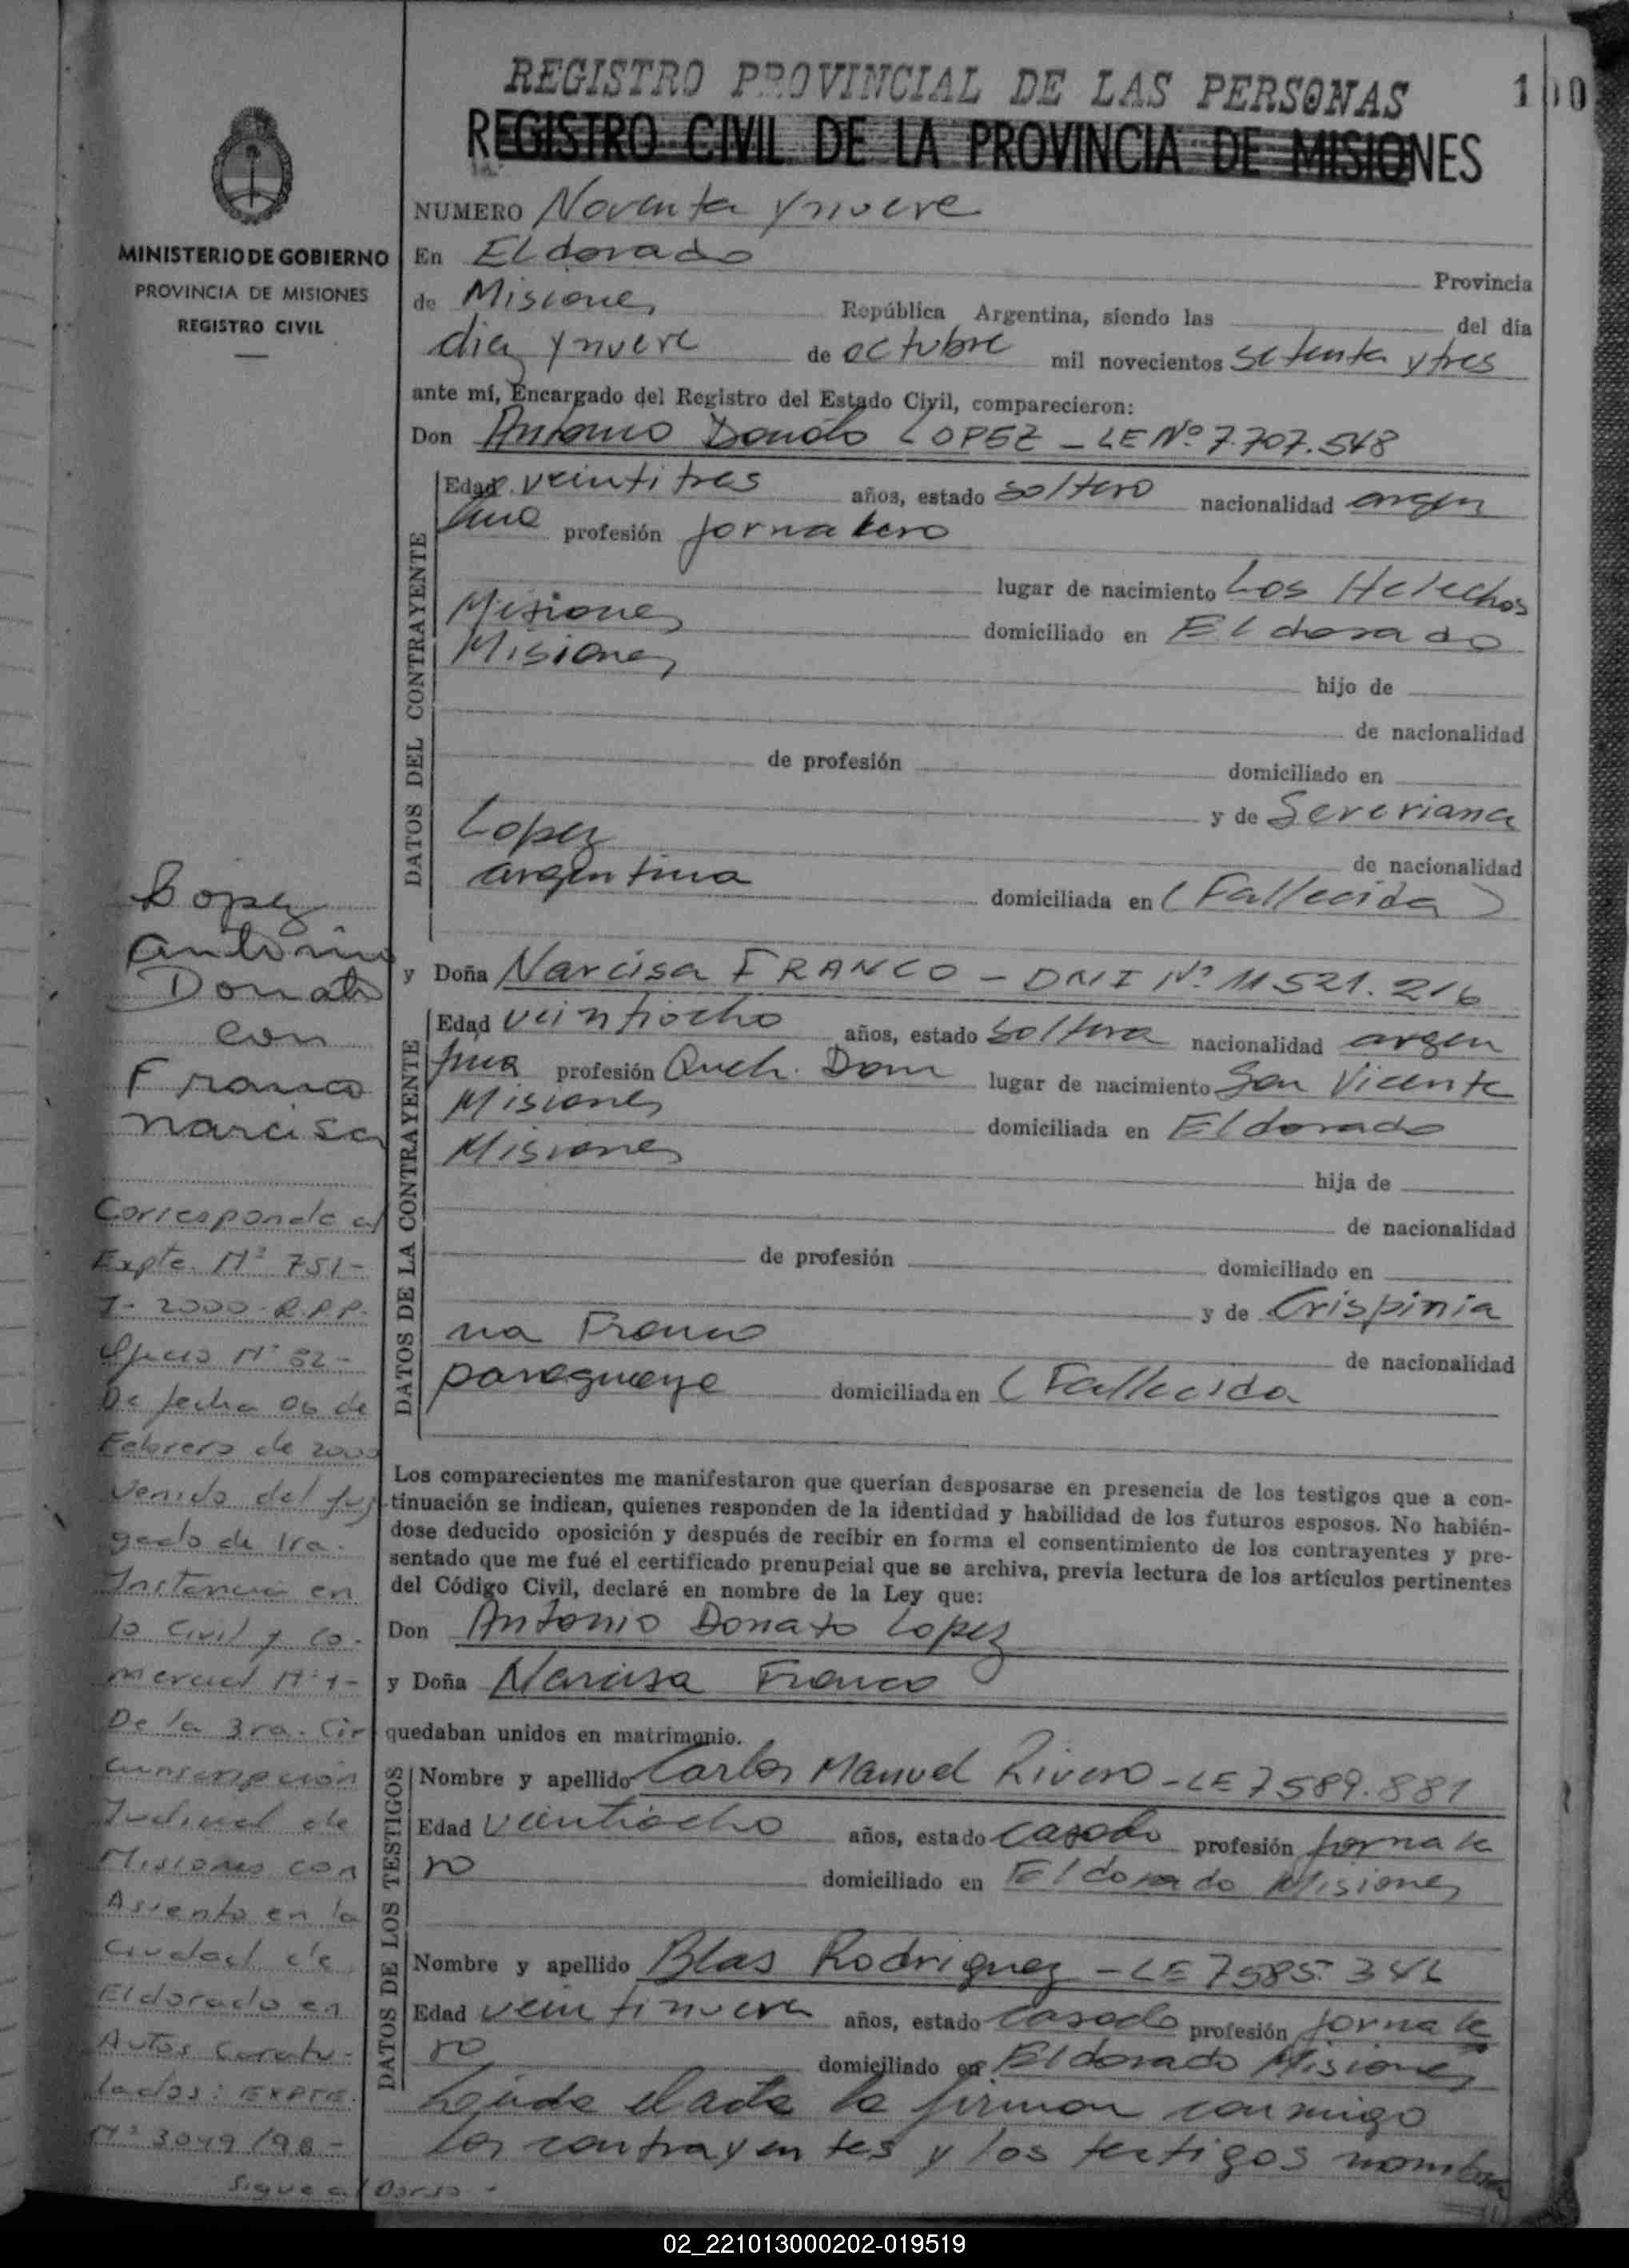 REGISTRO PROVINCIAL DE LAS PERSONAS
100
REGISTRO CIVIL DE LA PROVINCIA DE MISIONES
MINISTERIO DE GOBIERNO
PROVINCIA DE MISIONES
REGISTRO CIVIL
NUMERO Noventa y nueve
En Eldorado Provincia
de Misiones República Argentina, siendo las del día
diez y nueve de octubre mil novecientos setenta y tres
ante mí, Encargado del Registro del Estado Civil, comparecieron:
Don Antonio Donato LOPEZ - LE Nº 7.707.548
DATOS DEL CONTRAYENTE
Edad veintitres años, estado soltero nacionalidad argen
tina profesión jornalero
lugar de nacimiento Los Helechos
Misiones domiciliado en Eldorado
Misiones hijo de
de nacionalidad
de profesión domiciliado en
y de Severiana
Lopez de nacionalidad
argentina domiciliada en (Fallecida)
y Doña Narcisa FRANCO - DNI Nº 11521.216
DATOS DE LA CONTRAYENTE
Edad veintiocho años, estado soltera nacionalidad argen
tina profesión Queh. Dom lugar de nacimiento San Vicente
Misiones domiciliada en Eldorado
Misiones hija de
de nacionalidad
de profesión domiciliado en
y de Crispinia
na Franco de nacionalidad
paraguaya domiciliada en (Fallecida
Los comparecientes me manifestaron que querían desposarse en presencia de los testigos que a con-
tinuación se indican, quienes responden de la identidad y habilidad de los futuros esposos. No habién-
dose deducido oposición y después de recibir en forma el consentimiento de los contrayentes y pre-
sentado que me fué el certificado prenupcial que se archiva, previa lectura de los artículos pertinentes
del Código Civil, declaré en nombre de la Ley que:
Don Antonio Donato Lopez
y Doña Narcisa Franco
quedaban unidos en matrimonio.
DATOS DE LOS TESTIGOS
Nombre y apellido Carlos Manuel Rivero - LE 7589.881
Edad veintiocho años, estado casado profesión jornale
ro domiciliado en Eldorado Misiones
Nombre y apellido Blas Rodriguez - LE 7585.
Edad veintinueve años, estado casado profesión jornale
ro domiciliado en Eldorado Misiones
Leida el acta la firman conmigo
los contrayentes y los testigos nombra
Lopez
Antonio
Donato
con
Franco
Narcisa
Corresponde al
Expte. Nº 751-
2000-R.P.P.
Oficio Nº 52-
De fecha 06 de
Febrero de 2000
venido del Juz
gado de 1ra.
Instancia en
lo Civil y Co-
mercial Nº 1-
De la 3ra. Cir
cunscripción
Judicial de
Misiones con
Asiento en la
Ciudad de
Eldorado en
Autos Caratu-
lados: EXPTE.
Nº 3049/98-
Sigue al Dorso -
02_221013000202-019519